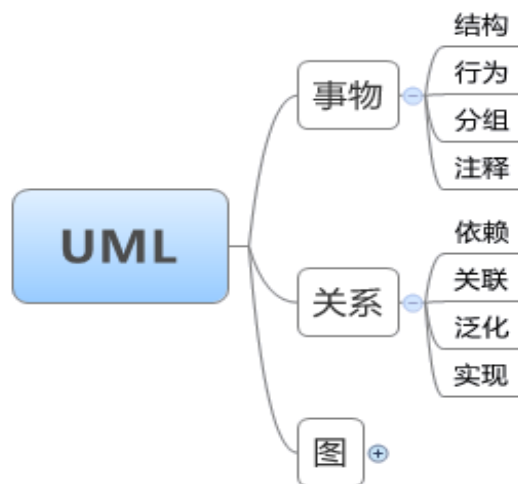 UML
事物
结构
行为
分组
注释
关系
依赖
关联
泛化
实现
图